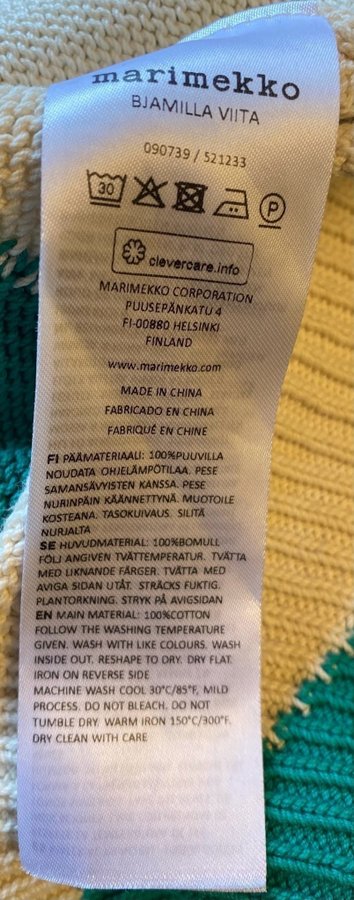 marimekko
BJAMILLA VIITA
090739 / 521233
30
P
clevercare.info
MARIMEKKO CORPORATION
PUUSEPÄNKATU 4
FI-00880 HELSINKI
FINLAND
www.marimekko.com
MADE IN CHINA
FABRICADO EN CHINA
FABRIQUÉ EN CHINE
FI PÄÄMATERIAALI: 100%PUUVILLA
NOUDATA OHJELÄMPÖTILAA. PESE
SAMANSÄVYISTEN KANSSA. PESE
NURINPÄIN KÄÄNNETTYNÄ. MUOTOILE
KOSTEANA. TASOKUIVAUS. SILITÄ
NURJALTA
SE HUVUDMATERIAL: 100%BOMULL
FÖLJ ANGIVEN TVÄTTEMPERATUR. TVÄTTA
MED LIKNANDE FÄRGER. TVÄTTA MED
AVIGA SIDAN UTÅT. STRÄCKS FUKTIG.
PLANTORKNING. STRYK PÅ AVIGSIDAN
EN MAIN MATERIAL: 100%COTTON
FOLLOW THE WASHING TEMPERATURE
GIVEN. WASH WITH LIKE COLOURS. WASH
INSIDE OUT. RESHAPE TO DRY. DRY FLAT.
IRON ON REVERSE SIDE
MACHINE WASH COOL 30°C/85°F, MILD
PROCESS. DO NOT BLEACH. DO NOT
TUMBLE DRY. WARM IRON 150°C/300°F.
DRY CLEAN WITH CARE